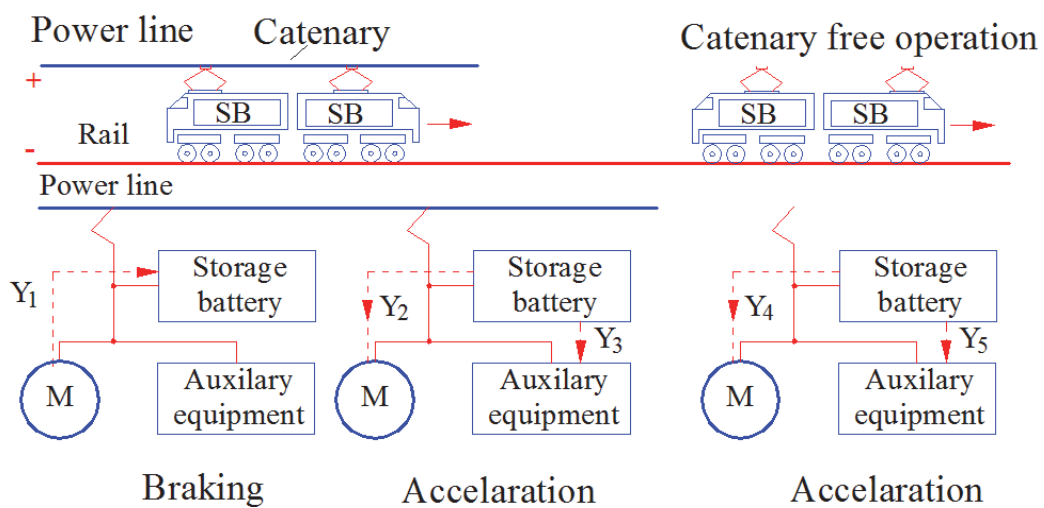 Power line
Catenary
Catenary free operation
+
SB
SB
SB
SB
Rail
-
Power line
Storage
battery
Storage
battery
Storage
battery
Y1
Y2
Y3
Y4
Y5
M
Auxilary
equipment
M
Auxilary
equipment
M
Auxilary
equipment
Braking
Accelaration
Accelaration